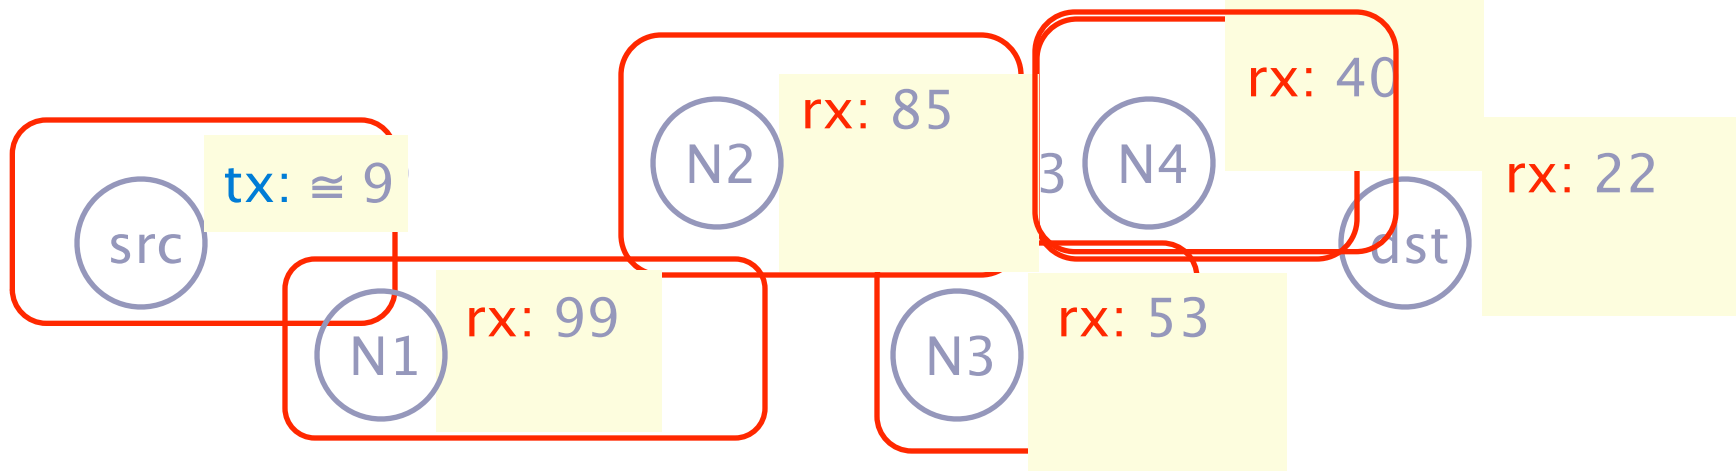 src
tx: ≅ 9
N1
rx: 99
N2
rx: 85
N3
rx: 53
3
N4
rx: 40
dst
rx: 22